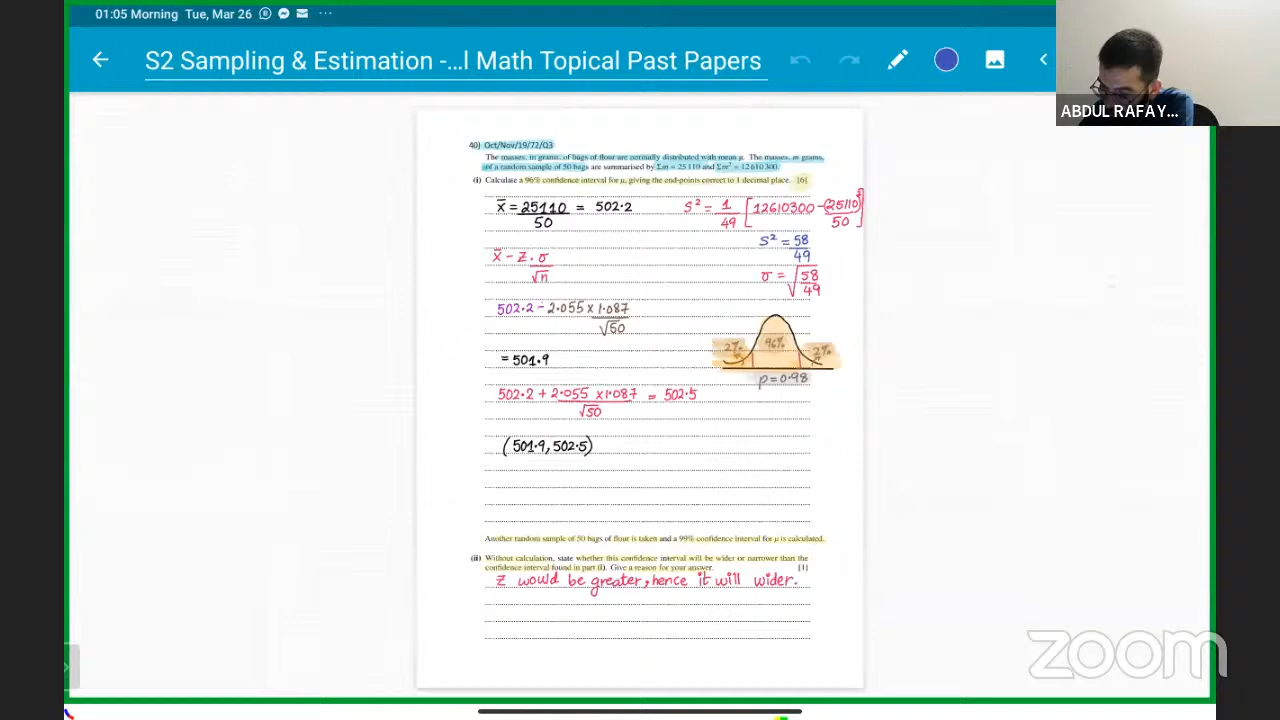 01:05 Morning Tue, Mar 26 ...
S2 Sampling & Estimation -...l Math Topical Past Papers
ABDUL RAFAY...
40) Oct/Nov/19/72/Q3
The masses, in grams, of bags of flour are normally distributed with mean μ. The masses, m grams,
of a random sample of 50 bags are summarised by Σm = 25110 and Σm² = 12610300.
(i) Calculate a 96% confidence interval for μ, giving the end-points correct to 1 decimal place. [6]
x̄ = 25110/50 = 502.2
S² = 1/49 [12610300 - (25110)²/50]
S² = 58/49
x̄ - z . σ/√n
σ = √58/49
502.2 - 2.055 x 1.087/√50
2% 96% 2%
= 501.9
p = 0.98
502.2 + 2.055 x 1.087/√50 = 502.5
(501.9, 502.5)
Another random sample of 50 bags of flour is taken and a 99% confidence interval for μ is calculated.
(ii) Without calculation, state whether this confidence interval will be wider or narrower than the
confidence interval found in part (i). Give a reason for your answer. [1]
z would be greater, hence it will wider.
zoom